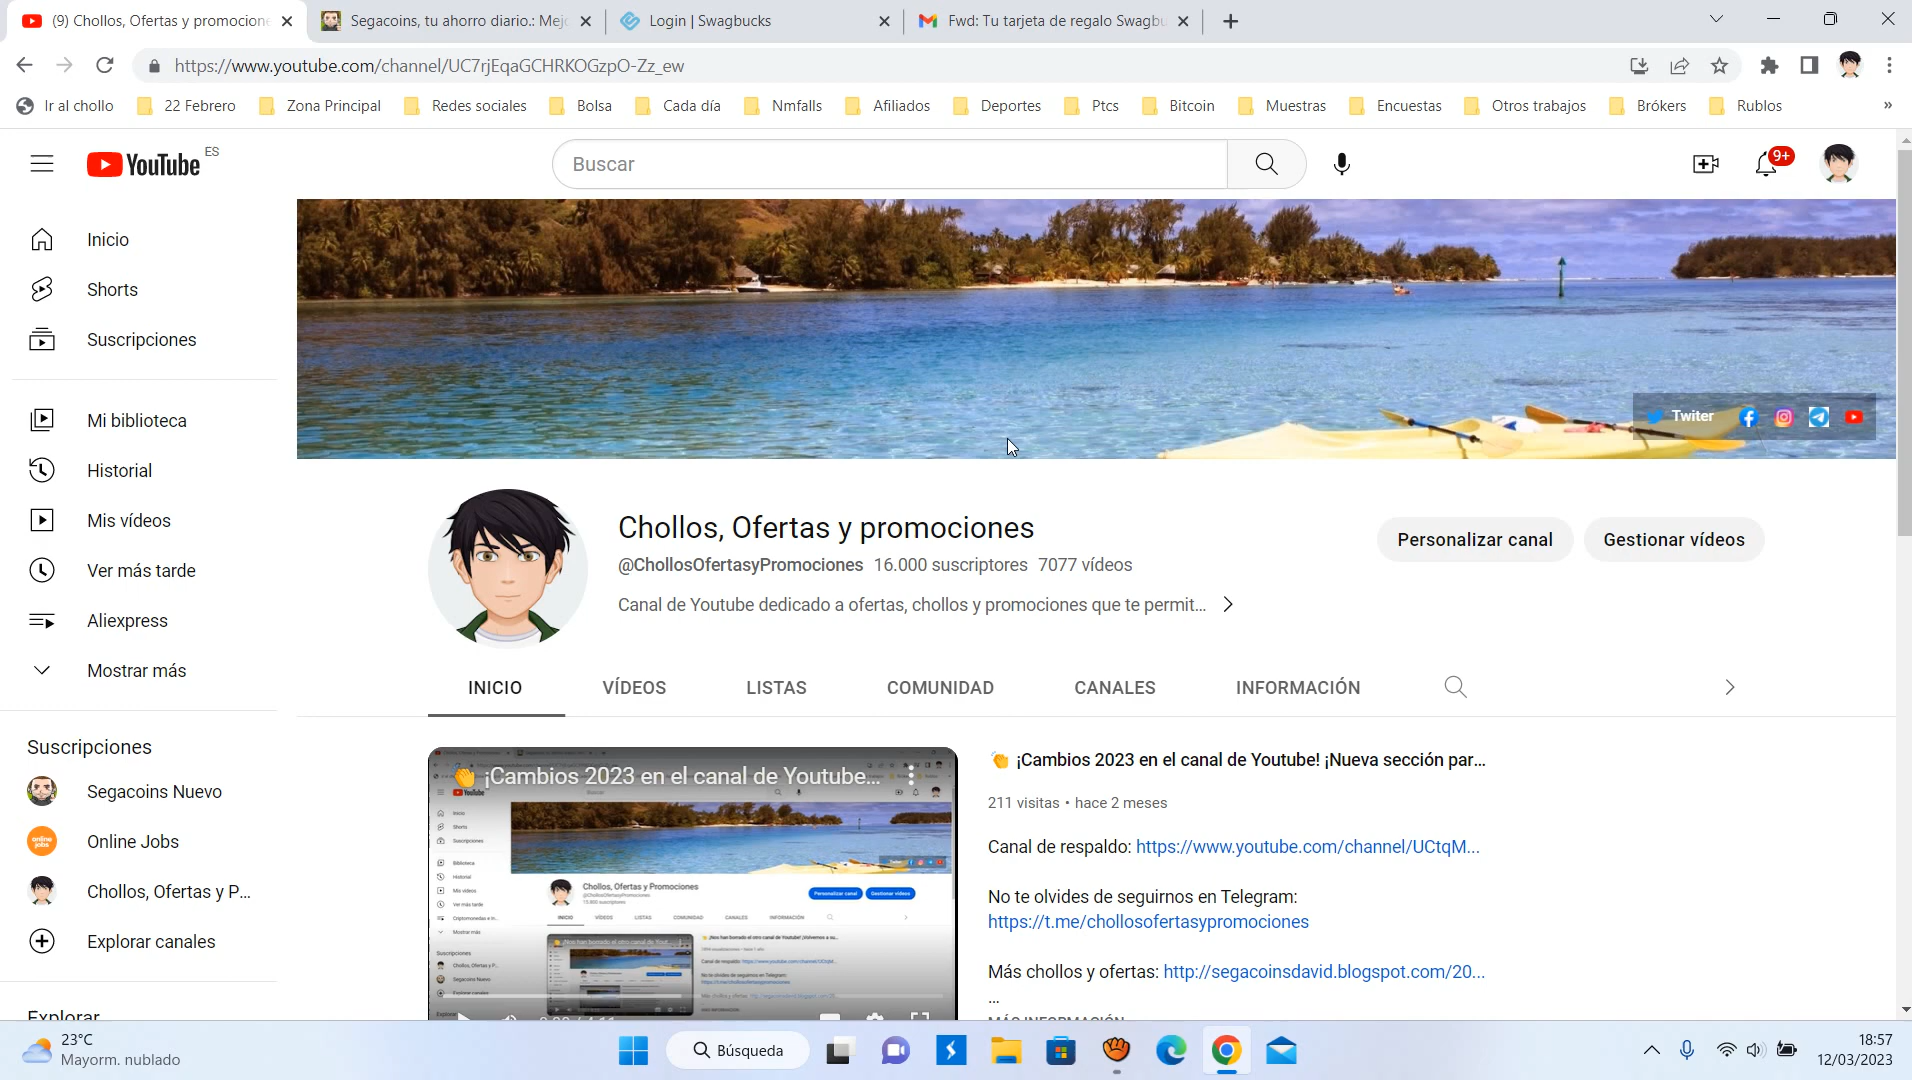 (9) Chollos, Ofertas y promocione
Segacoins, tu ahorro diario.: Mej
Login | Swagbucks
Fwd: Tu tarjeta de regalo Swagbu
https://www.youtube.com/channel/UC7rjEqaGCHRKOGzpO-Zz_ew
Ir al chollo
22 Febrero
Zona Principal
Redes sociales
Bolsa
Cada día
Nmfalls
Afiliados
Deportes
Ptcs
Bitcoin
Muestras
Encuestas
Otros trabajos
Brókers
Rublos
»
YouTube ES
Buscar
9+
Inicio
Shorts
Suscripciones
Mi biblioteca
Historial
Mis vídeos
Ver más tarde
Aliexpress
Mostrar más
Suscripciones
Segacoins Nuevo
Online Jobs
Chollos, Ofertas y P...
Explorar canales
Explorar
Twiter
Chollos, Ofertas y promociones
@ChollosOfertasyPromociones 16.000 suscriptores 7077 vídeos
Canal de Youtube dedicado a ofertas, chollos y promociones que te permit...
Personalizar canal
Gestionar vídeos
INICIO
VÍDEOS
LISTAS
COMUNIDAD
CANALES
INFORMACIÓN
👏 ¡Cambios 2023 en el canal de Youtube...
👏 ¡Cambios 2023 en el canal de Youtube! ¡Nueva sección par...
211 visitas • hace 2 meses
Canal de respaldo: https://www.youtube.com/channel/UCtqM...
No te olvides de seguirnos en Telegram:
https://t.me/chollosofertasypromociones
Más chollos y ofertas: http://segacoinsdavid.blogspot.com/20...
...
MÁS INFORMACIÓN
Chollos, Ofertas y Promociones
Personalizar canal
Gestionar vídeos
23°C
Mayorm. nublado
Búsqueda
18:57
12/03/2023